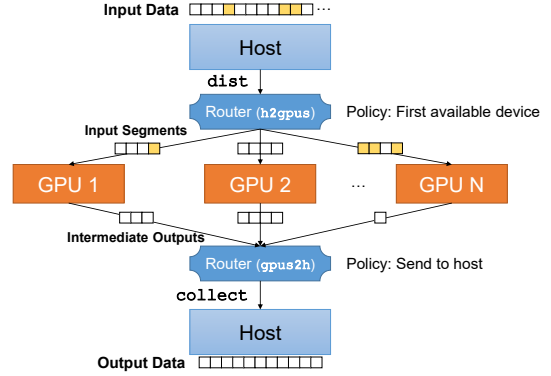 Input Data
...
Host
dist
Router (h2gpus)
Policy: First available device
Input Segments
GPU 1
GPU 2
...
GPU N
Intermediate Outputs
Router (gpus2h)
Policy: Send to host
collect
Host
Output Data